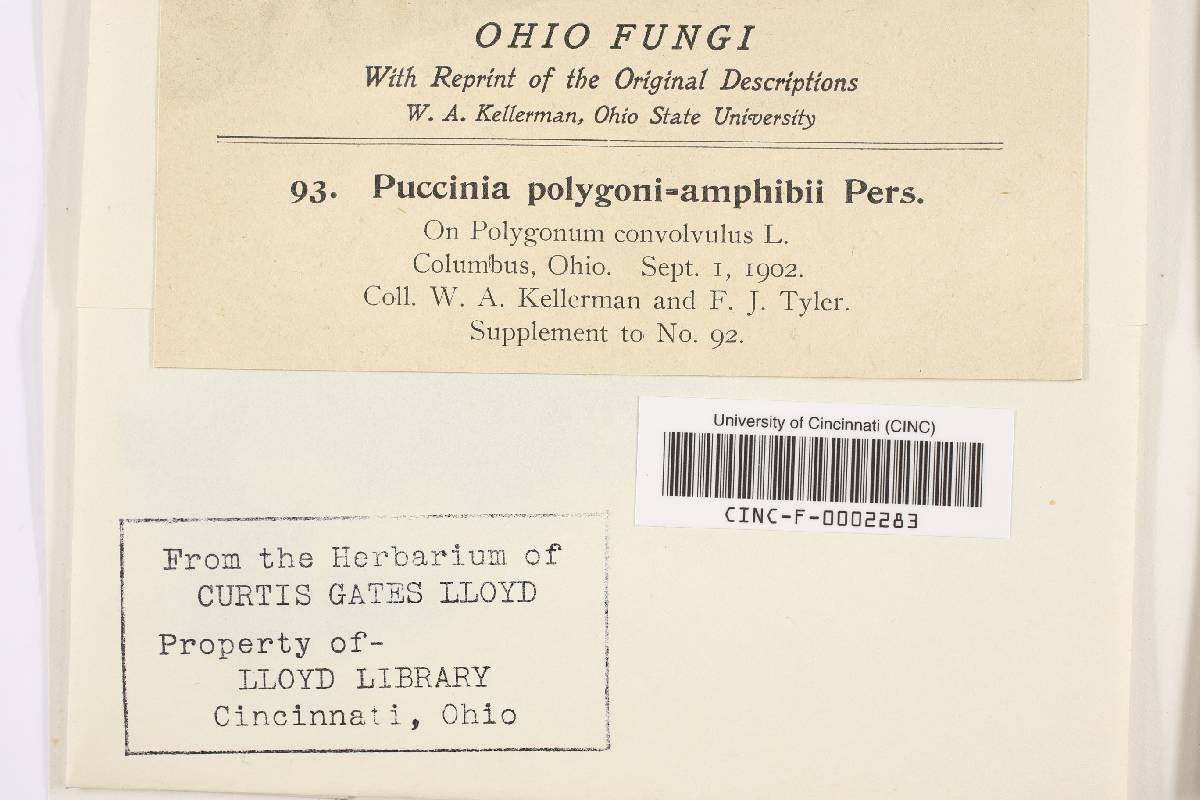 OHIO FUNGI
With Reprint of the Original Descriptions
W. A. Kellerman, Ohio State University
93. Puccinia polygoni-amphibii Pers.
On Polygonum convolvulus L.
Columbus, Ohio. Sept. 1, 1902.
Coll. W. A. Kellerman and F. J. Tyler.
Supplement to No. 92.
University of Cincinnati (CINC)
CINC-F-0002283
From the Herbarium of
CURTIS GATES LLOYD
Property of-
LLOYD LIBRARY
Cincinnati, Ohio